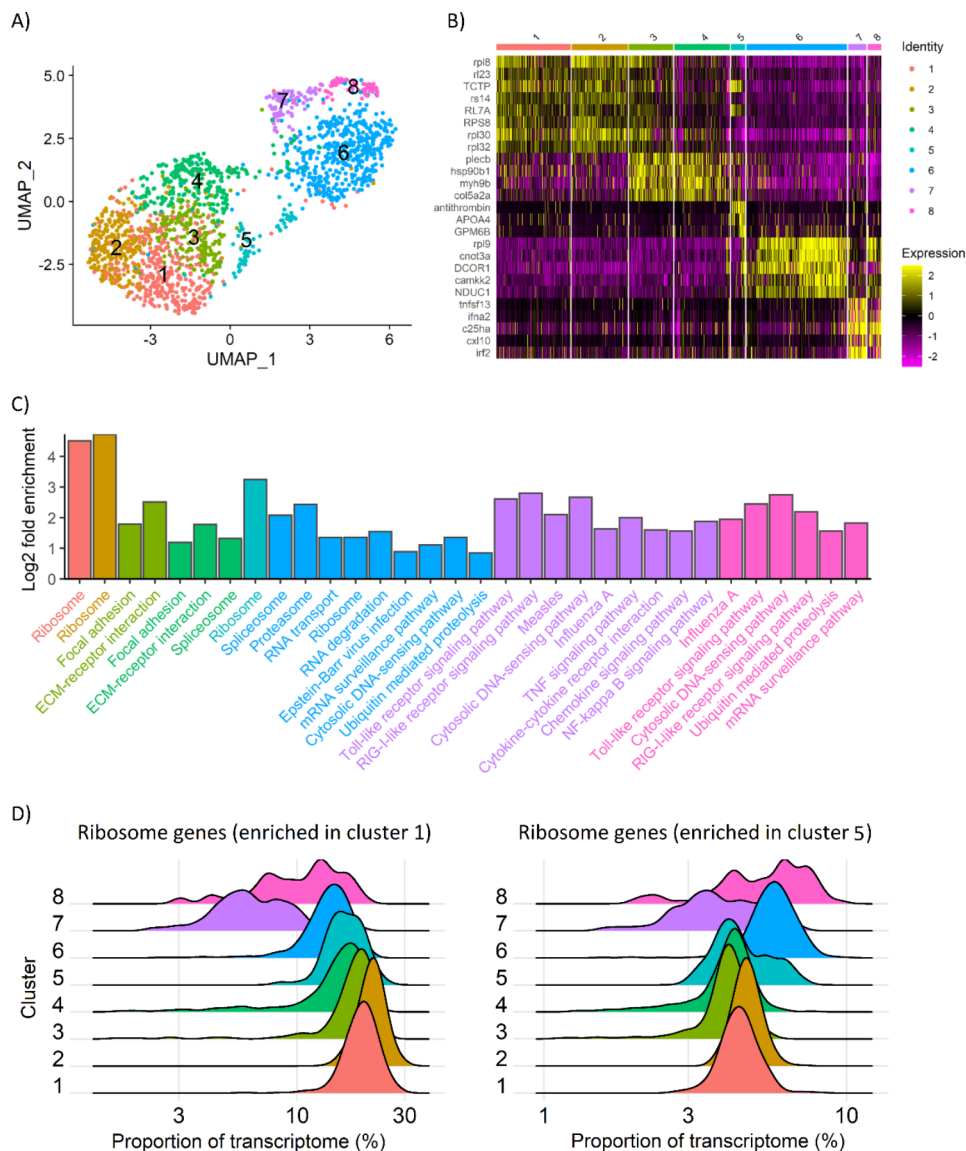 A)
5.0
2.5
0.0
-2.5
UMAP_2
-3
0
3
6
UMAP_1
1
2
3
4
5
6
7
8
B)
1
2
3
4
5
6
7
8
rpl8
rl23
TCTP
rs14
RL7A
RPS8
rpl30
rpl32
plecb
hsp90b1
myh9b
col5a2a
antithrombin
APOA4
GPM6B
rpl9
cnot3a
DCOR1
camkk2
NDUC1
tnfsf13
ifna2
c25ha
cxl10
irf2
Identity
1
2
3
4
5
6
7
8
Expression
2
1
0
-1
-2
C)
Log2 fold enrichment
4
3
2
1
0
Ribosome
Ribosome
Focal adhesion
ECM-receptor interaction
Focal adhesion
ECM-receptor interaction
Spliceosome
Ribosome
Spliceosome
Proteasome
RNA transport
Ribosome
RNA degradation
Epstein-Barr virus infection
mRNA surveillance pathway
Cytosolic DNA-sensing pathway
Ubiquitin mediated proteolysis
Toll-like receptor signaling pathway
RIG-I-like receptor signaling pathway
Measles
Cytosolic DNA-sensing pathway
Influenza A
TNF signaling pathway
Cytokine-cytokine receptor interaction
Chemokine signaling pathway
NF-kappa B signaling pathway
Influenza A
Toll-like receptor signaling pathway
Cytosolic DNA-sensing pathway
RIG-I-like receptor signaling pathway
Ubiquitin mediated proteolysis
mRNA surveillance pathway
D)
Ribosome genes (enriched in cluster 1)
Cluster
8
7
6
5
4
3
2
1
3
10
30
Proportion of transcriptome (%)
Ribosome genes (enriched in cluster 5)
8
7
6
5
4
3
2
1
1
3
10
Proportion of transcriptome (%)